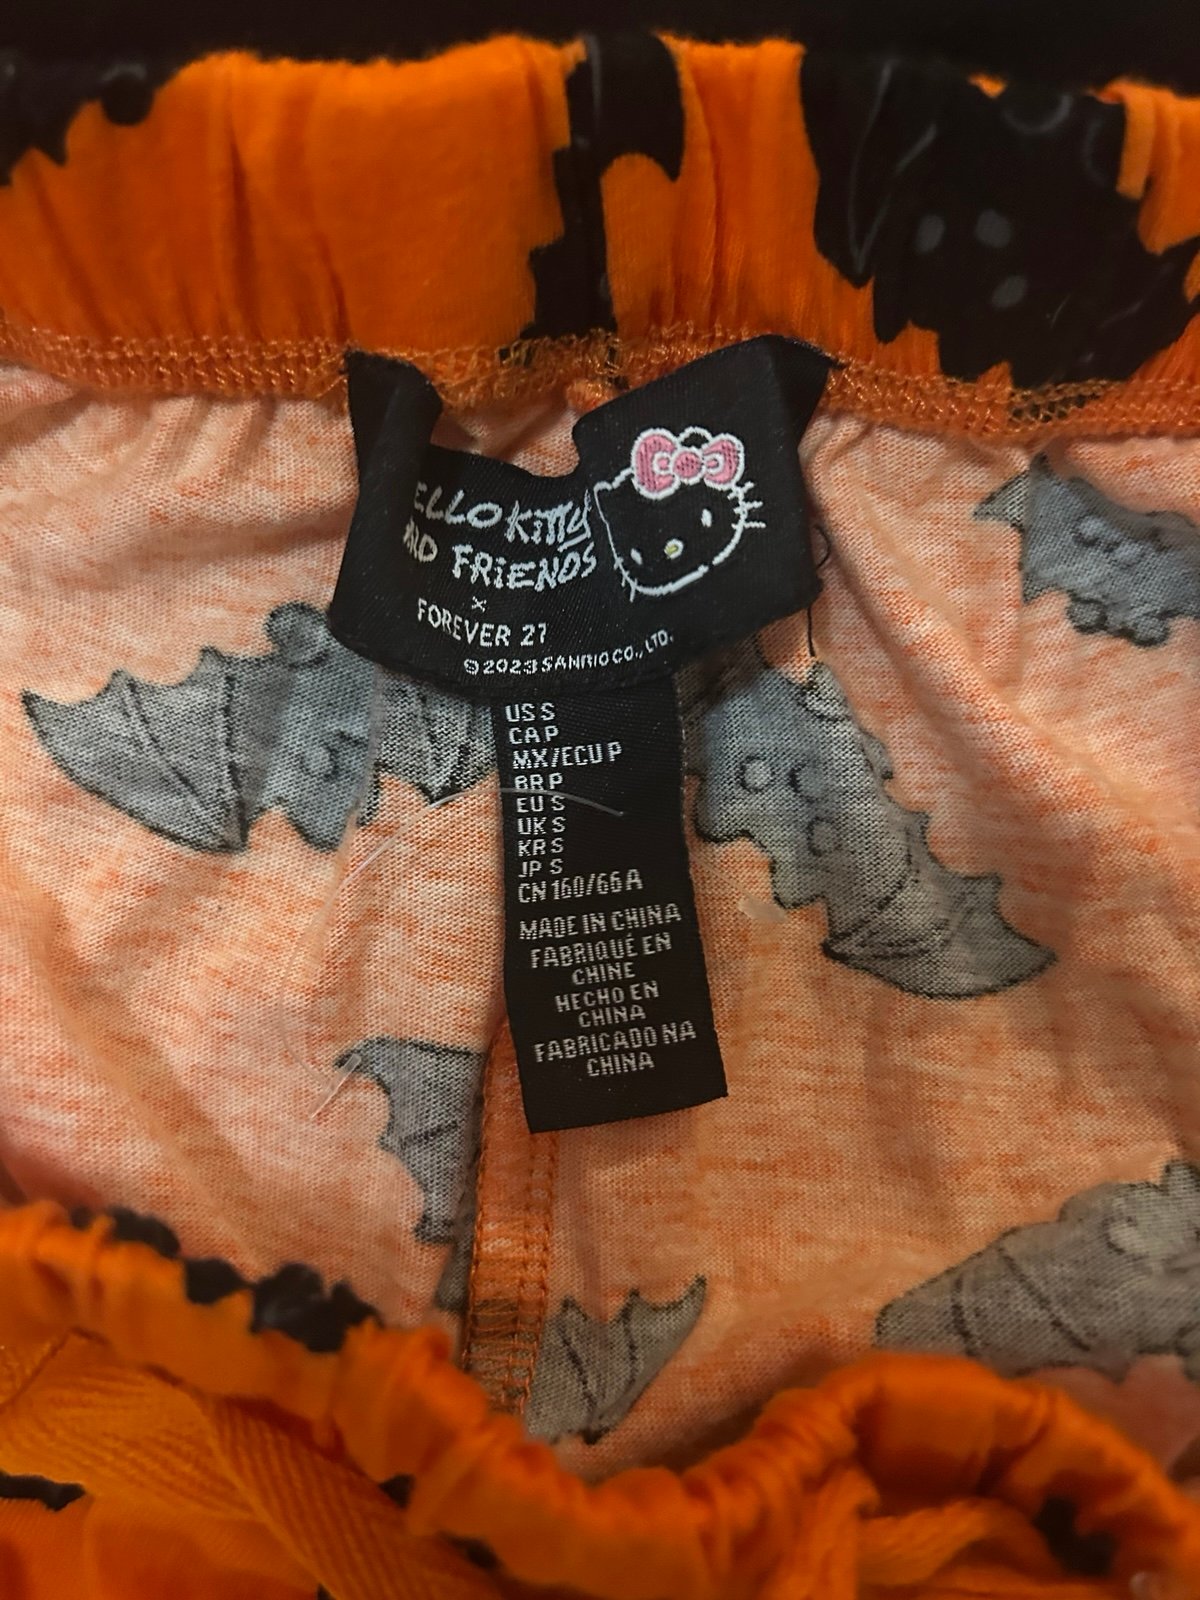 ELLO KiTTy
AND FRiENDS
x
FOREVER 21
© 2023 SANRIO CO., LTD.
US S
CA P
MX/ECU P
BR P
EU S
UK S
KR S
JP S
CN 160/66A
MADE IN CHINA
FABRIQUÉ EN
CHINE
HECHO EN
CHINA
FABRICADO NA
CHINA